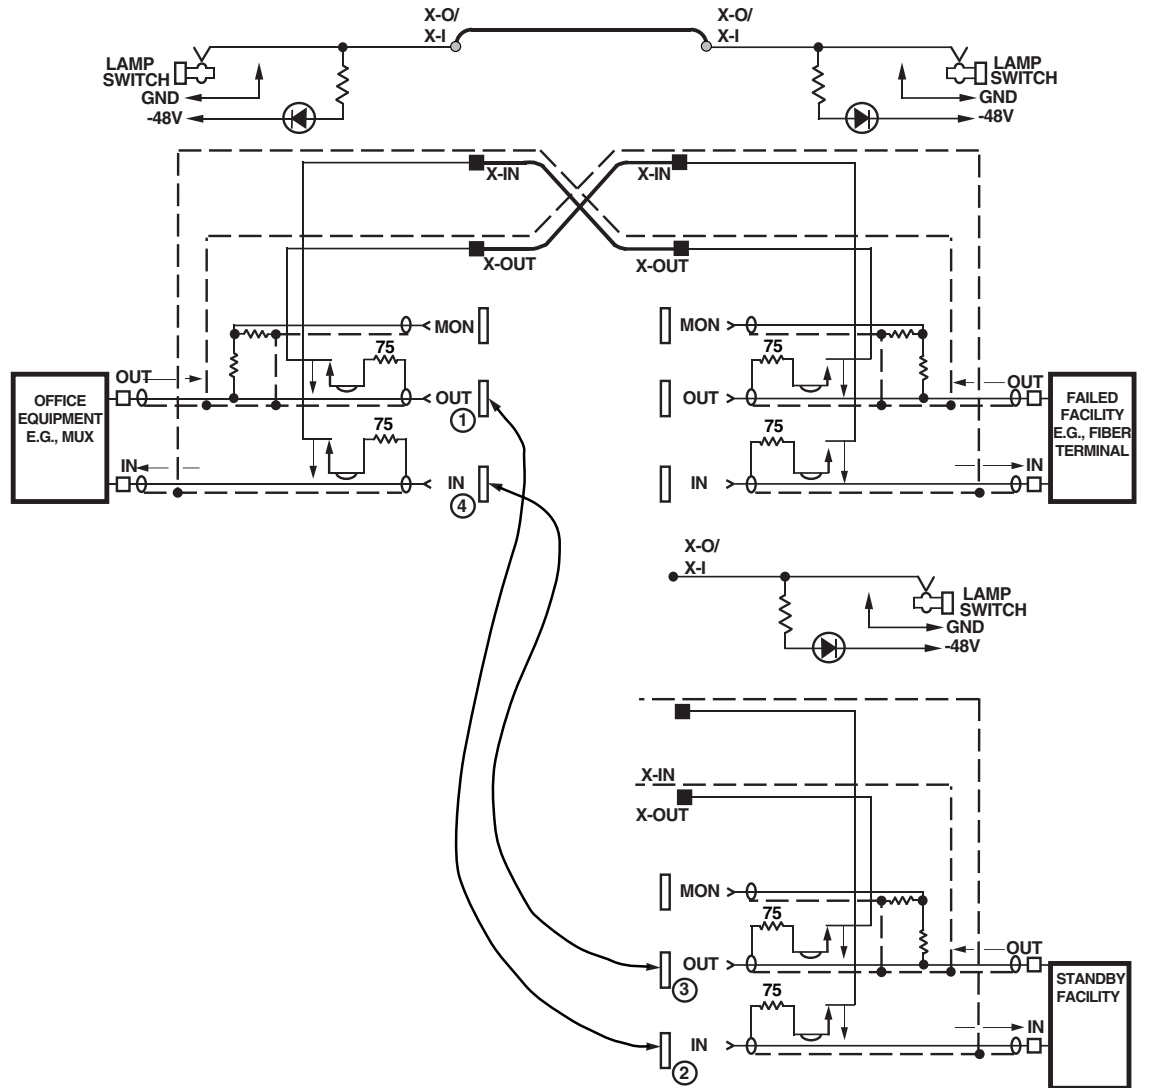 X-O/
X-I
X-O/
X-I
LAMP
SWITCH
GND
-48V
LAMP
SWITCH
GND
-48V
X-IN
X-IN
X-OUT
X-OUT
MON
MON
75
75
OUT
OUT
OUT
OUT
1
OFFICE
EQUIPMENT
E.G., MUX
FAILED
FACILITY
E.G., FIBER
TERMINAL
75
75
IN
IN
IN
IN
4
X-O/
X-I
LAMP
SWITCH
GND
-48V
X-IN
X-OUT
MON
75
OUT
OUT
3
STANDBY
FACILITY
75
IN
IN
2